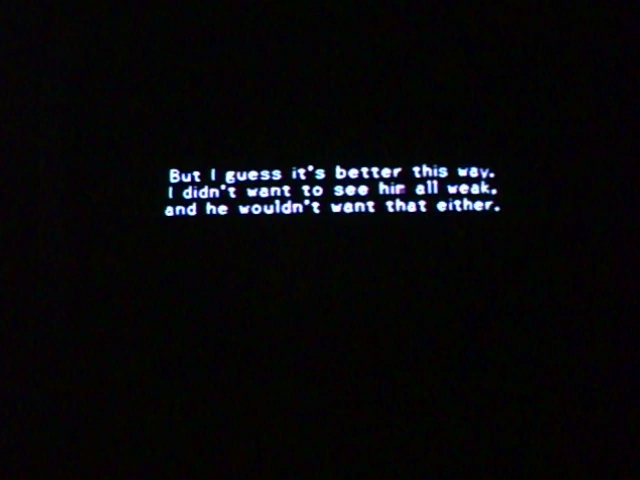 But I guess it's better this way.
I didn't want to see him all weak,
and he wouldn't want that either.